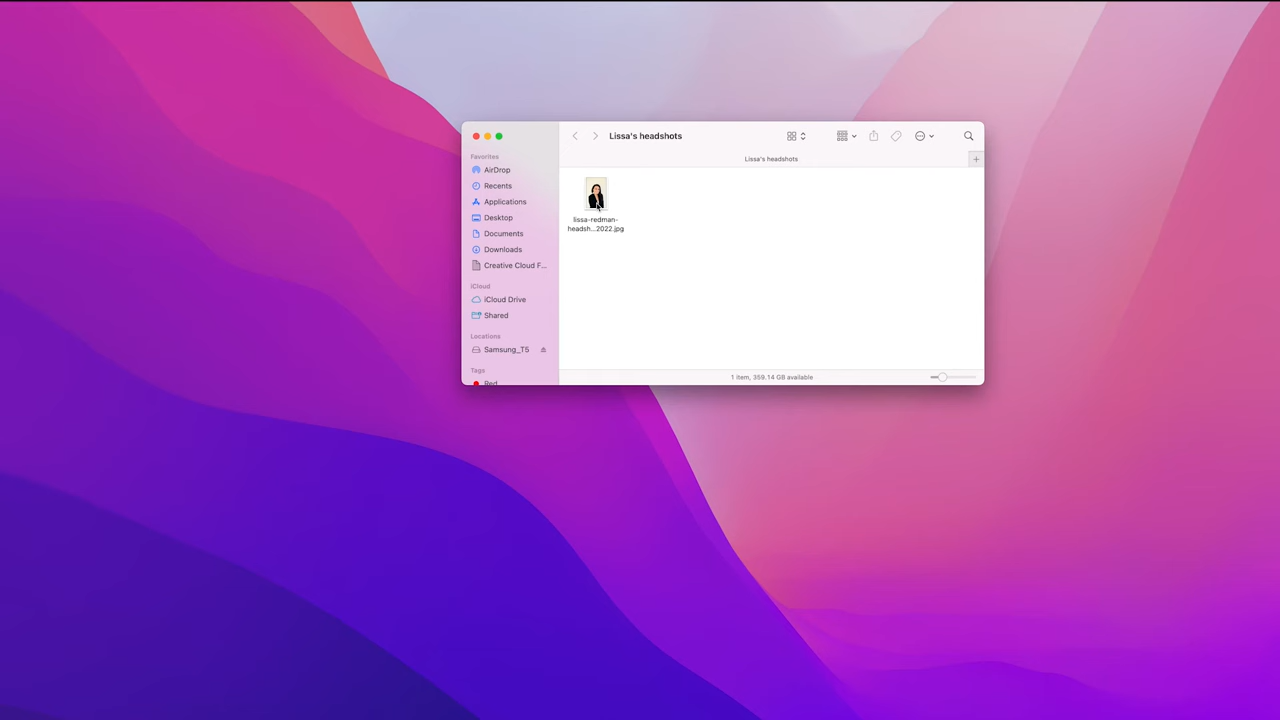 Lissa's headshots
Lissa's headshots
Favorites
AirDrop
Recents
Applications
Desktop
Documents
Downloads
Creative Cloud F...
iCloud
iCloud Drive
Shared
Locations
Samsung_T5
Tags
Red
lissa-redman-
headsh...2022.jpg
1 item, 359.14 GB available